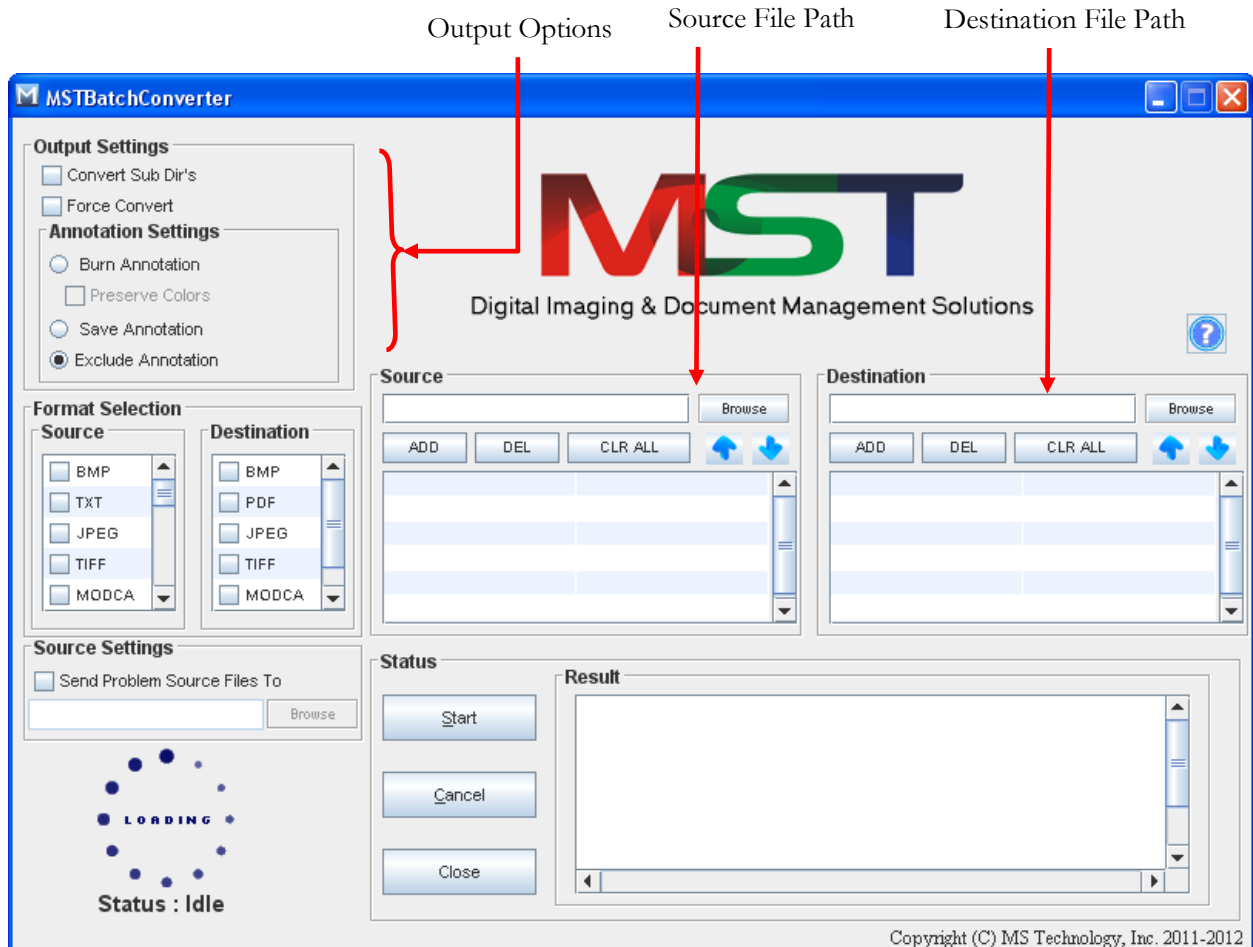 Output Options
Source File Path
Destination File Path
MSTBatchConverter
Output Settings
Convert Sub Dir's
Force Convert
Annotation Settings
Burn Annotation
Preserve Colors
Save Annotation
Exclude Annotation
MST
Digital Imaging & Document Management Solutions
?
Format Selection
Source
BMP
TXT
JPEG
TIFF
MODCA
Destination
BMP
PDF
JPEG
TIFF
MODCA
Source
Browse
ADD DEL CLR ALL
Destination
Browse
ADD DEL CLR ALL
Source Settings
Send Problem Source Files To
Browse
LOADING
Status : Idle
Status
Start
Cancel
Close
Result
Copyright (C) MS Technology, Inc. 2011-2012